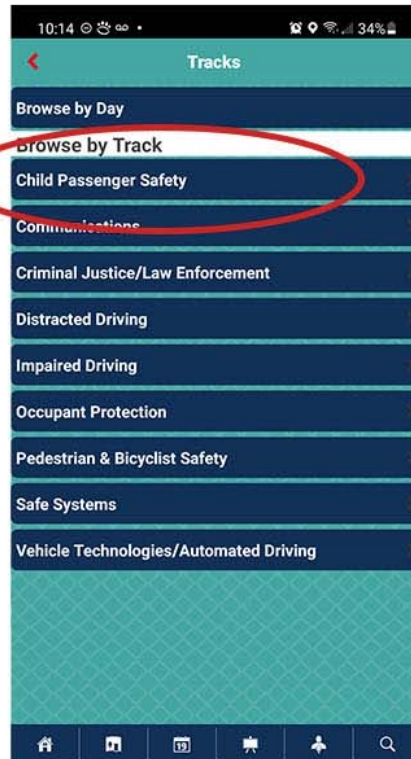 10:14
34%
Tracks
Browse by Day
Browse by Track
Child Passenger Safety
Communications
Criminal Justice/Law Enforcement
Distracted Driving
Impaired Driving
Occupant Protection
Pedestrian & Bicyclist Safety
Safe Systems
Vehicle Technologies/Automated Driving
19